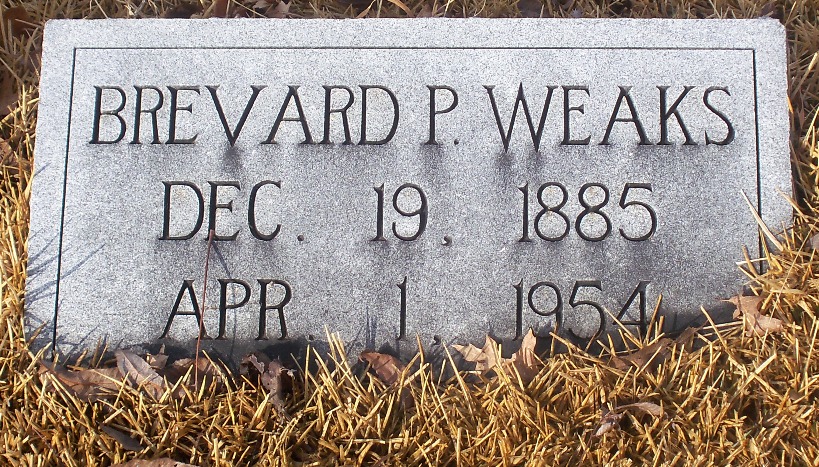 BREVARD P. WEAKS
DEC. 19, 1885
APR. 1, 1954